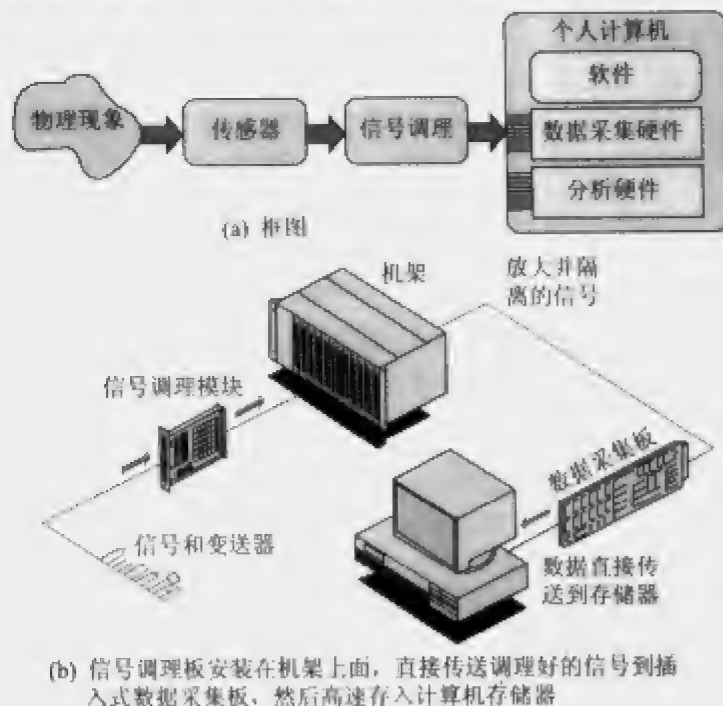 个人计算机
软件
物理现象
传感器
信号调理
数据采集硬件
分析硬件
(a) 框图
机架
放大并隔
离的信号
信号调理模块
数据采集板
信号和变送器
数据直接传
送到存储器
(b) 信号调理板安装在机架上面，直接传送调理好的信号到插
入式数据采集板，然后高速存入计算机存储器